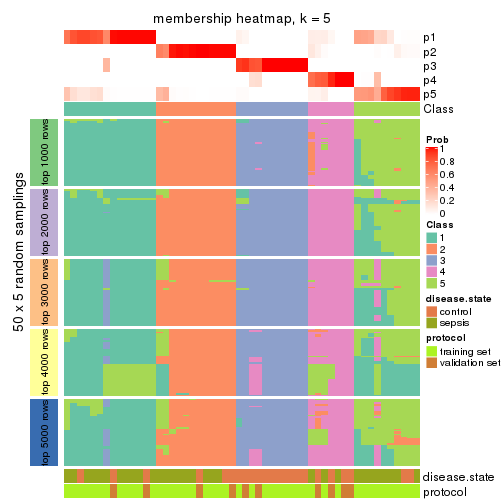 membership heatmap, k = 5
p1
p2
p3
p4
p5
Class
50 x 5 random samplings
top 1000 rows
top 2000 rows
top 3000 rows
top 4000 rows
top 5000 rows
disease.state
protocol
Prob
1
0.8
0.6
0.4
0.2
0
Class
1
2
3
4
5
disease.state
control
sepsis
protocol
training set
validation set